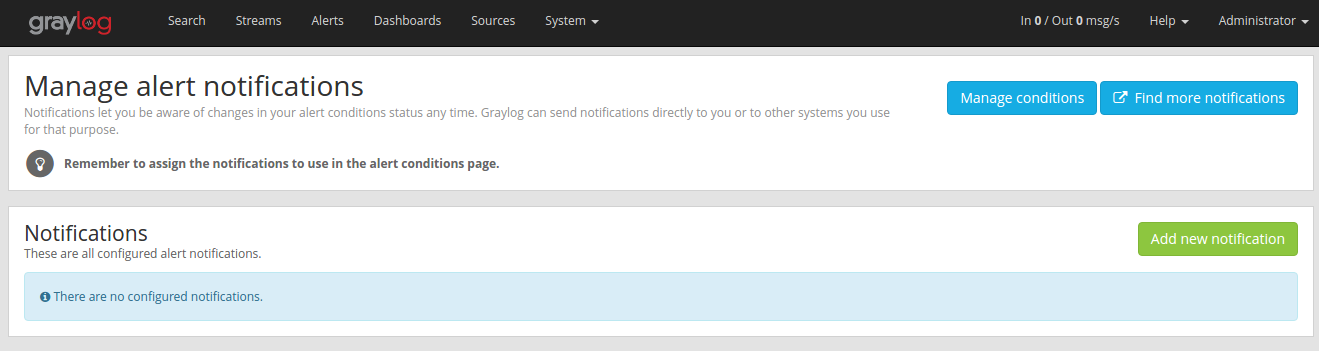 graylog Search Streams Alerts Dashboards Sources System In 0 / Out 0 msg/s Help Administrator
Manage alert notifications
Notifications let you be aware of changes in your alert conditions status any time. Graylog can send notifications directly to you or to other systems you use
for that purpose.
Manage conditions Find more notifications
Remember to assign the notifications to use in the alert conditions page.
Notifications
These are all configured alert notifications.
Add new notification
There are no configured notifications.